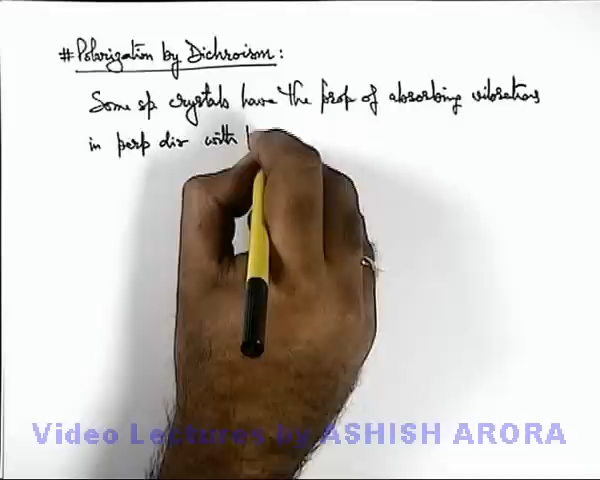 # Polarization by Dichroism :
Some sp. crystals have the prop of absorbing vibrations
in perp dir with
Video Lectures by ASHISH ARORA